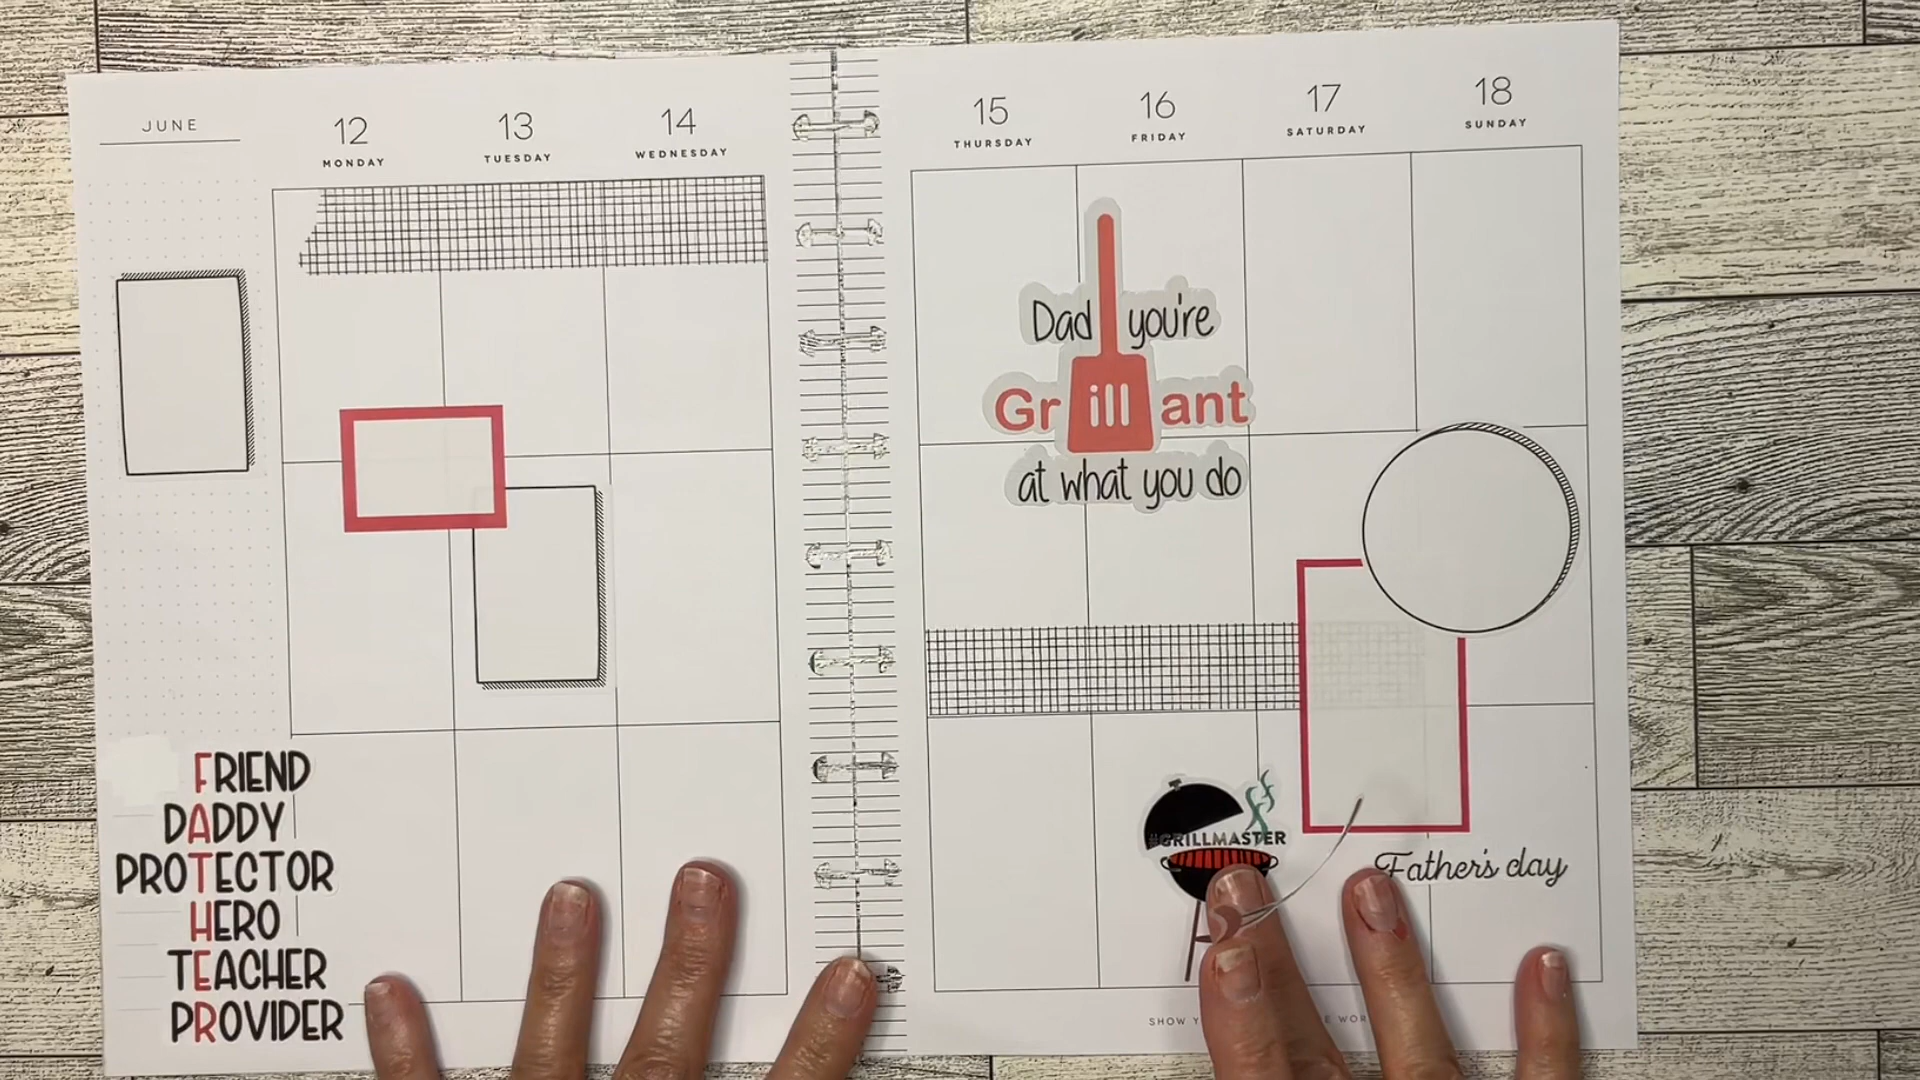 JUNE
12
MONDAY
13
TUESDAY
14
WEDNESDAY
15
THURSDAY
16
FRIDAY
17
SATURDAY
18
SUNDAY
Dad you're
Grillant
at what you do
FRIEND
DADDY
PROTECTOR
HERO
TEACHER
PROVIDER
#GRILLMASTER
Father's day
SHOW